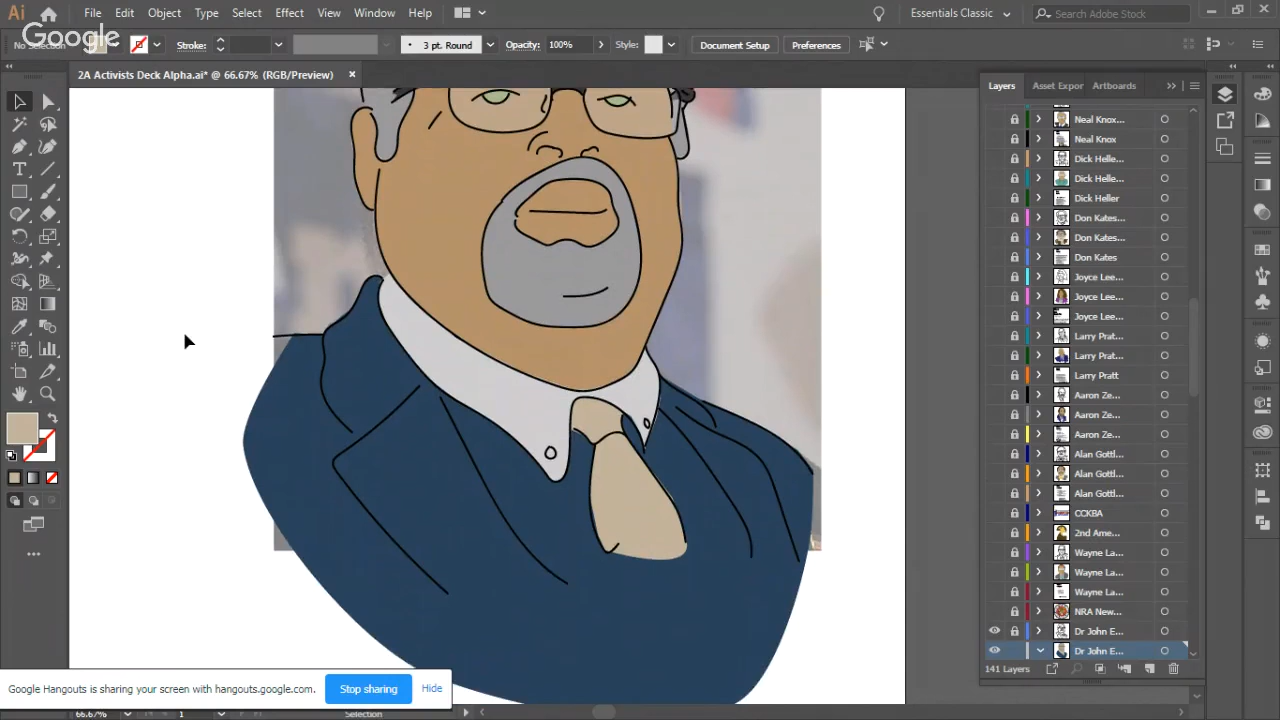 Ai File Edit Object Type Select Effect View Window Help Essentials Classic Search Adobe Stock
Google
No Selection Stroke: 3 pt. Round Opacity: 100% Style: Document Setup Preferences
2A Activists Deck Alpha.ai* @ 66.67% (RGB/Preview)
Layers Asset Expor Artboards
Neal Knox...
Neal Knox
Dick Helle...
Dick Helle...
Dick Heller
Don Kates...
Don Kates...
Don Kates
Joyce Lee...
Joyce Lee...
Joyce Lee...
Larry Prat...
Larry Prat...
Larry Pratt
Aaron Ze...
Aaron Ze...
Aaron Ze...
Alan Gottl...
Alan Gottl...
Alan Gottl...
CCKBA
2nd Ame...
Wayne La...
Wayne La...
Wayne La...
NRA New...
Dr John E...
Dr John E...
141 Layers
Google Hangouts is sharing your screen with hangouts.google.com. Stop sharing Hide
66.67% 1 Selection